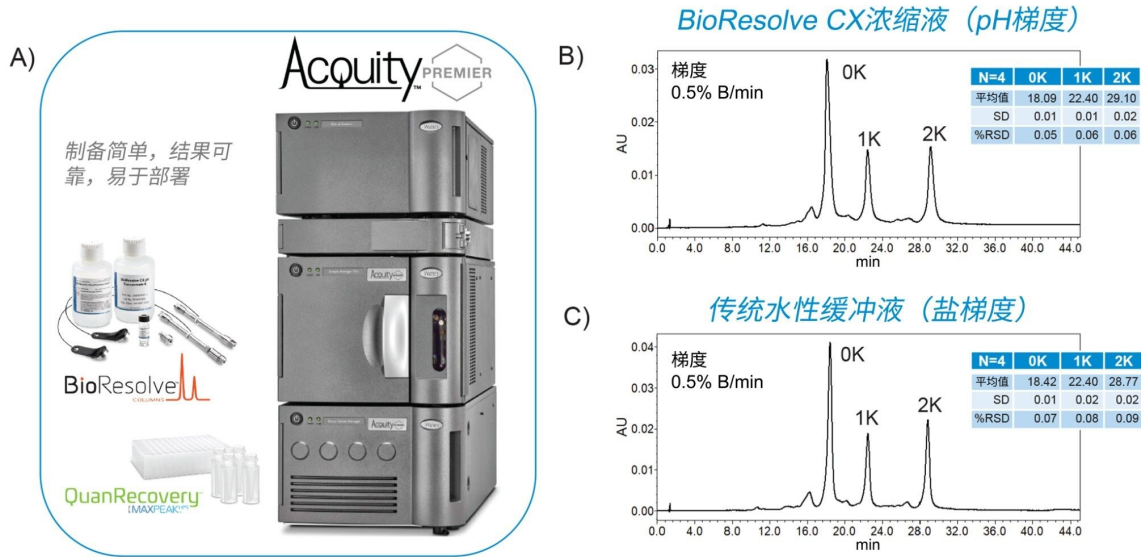 A)
ACQUITY™
PREMIER
制备简单，结果可
靠，易于部署
BioResolve
COLUMNS
QuanRecovery™
MAXPEAK HPS
Waters
Acquity
Waters
Acquity
Waters
BioResolve CX浓缩液（pH梯度）
B)
梯度
0.5% B/min
0K
1K
2K
N=4 0K 1K 2K
平均值 18.09 22.40 29.10
SD 0.01 0.01 0.02
%RSD 0.05 0.06 0.06
AU
0.03
0.02
0.01
0.00
0.0 4.0 8.0 12.0 16.0 20.0 24.0 28.0 32.0 36.0 40.0 44.0
min
传统水性缓冲液（盐梯度）
C)
梯度
0.5% B/min
0K
1K
2K
N=4 0K 1K 2K
平均值 18.42 22.40 28.77
SD 0.01 0.02 0.02
%RSD 0.07 0.08 0.09
AU
0.04
0.03
0.02
0.01
0.00
0.0 4.0 8.0 12.0 16.0 20.0 24.0 28.0 32.0 36.0 40.0 44.0
min